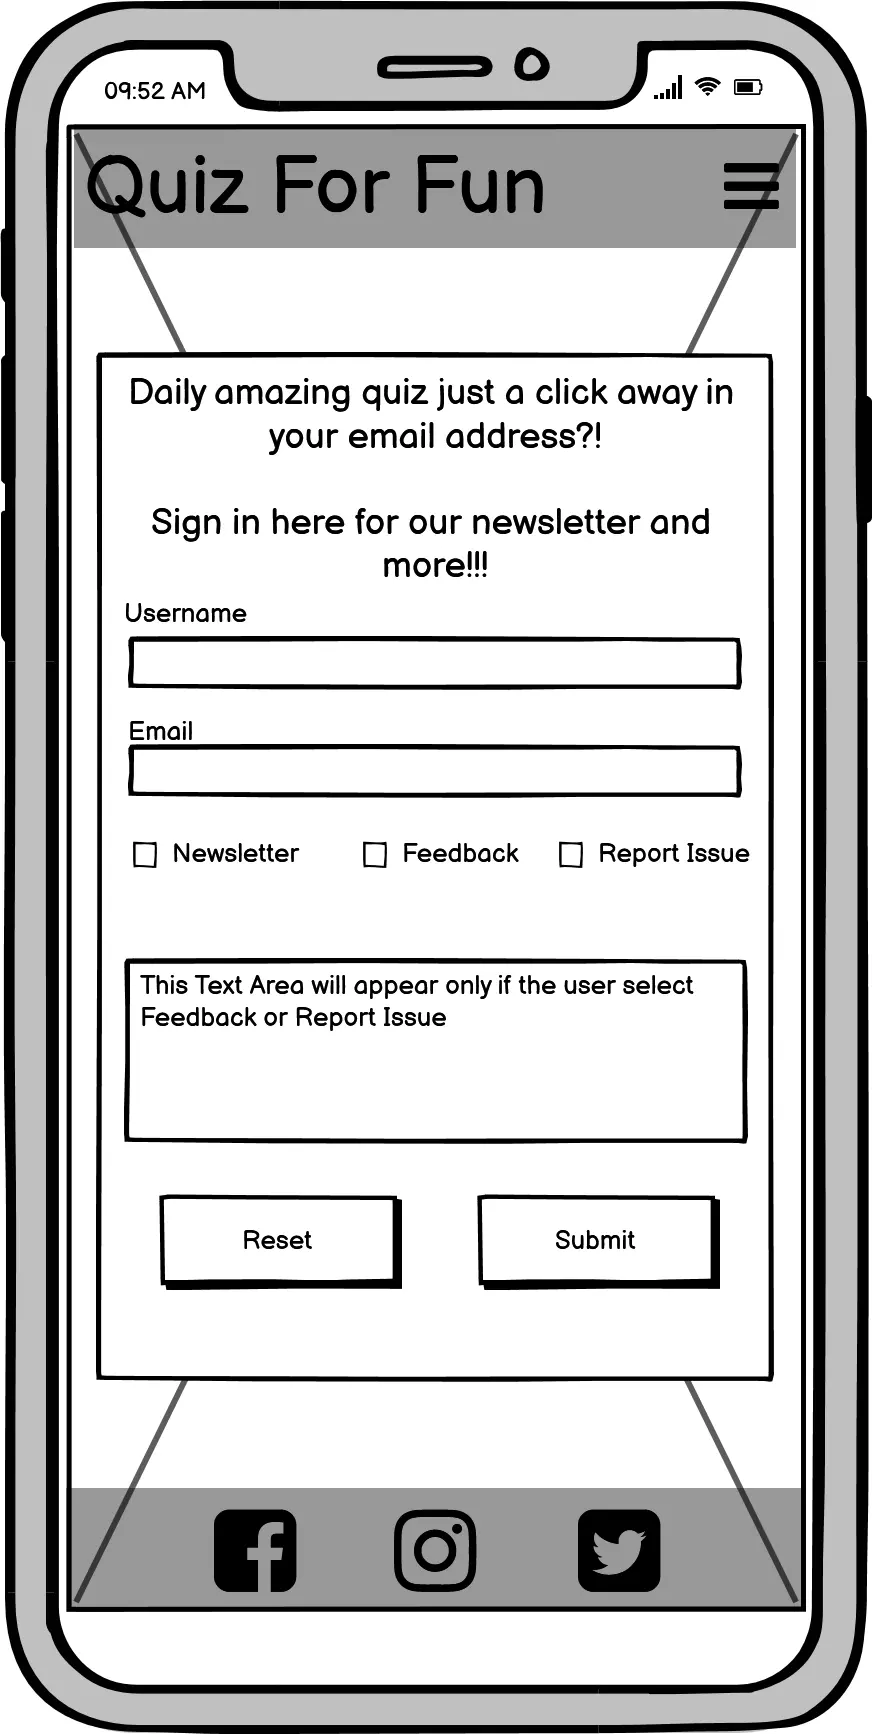 09:52 AM
Quiz For Fun
Daily amazing quiz just a click away in
your email address?!
Sign in here for our newsletter and
more!!!
Username
Email
Newsletter Feedback Report Issue
This Text Area will appear only if the user select
Feedback or Report Issue
Reset Submit